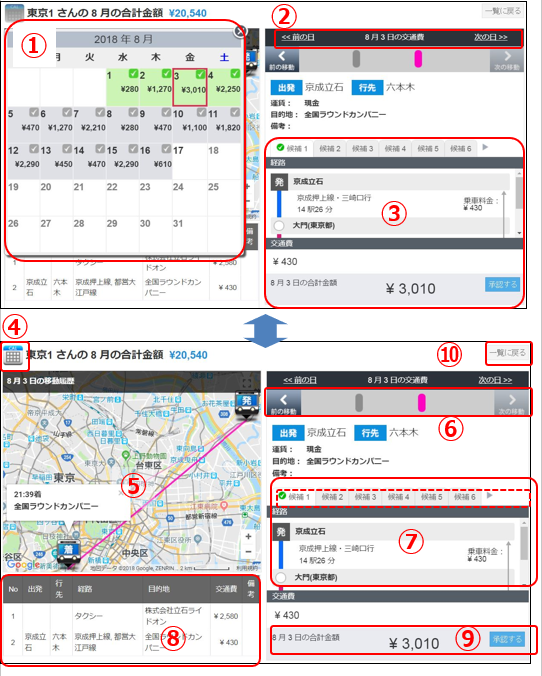 東京1 さんの 8 月の合計金額 ¥20,540
一覧に戻る
①
2018 年 8 月
月 火 水 木 金 土
1 2 3 4
¥280 ¥1,270 ¥3,010 ¥2,250
5 6 7 8 9 10 11
¥470 ¥1,270 ¥2,210 ¥280 ¥470 ¥1,100 ¥1,820
12 13 14 15 16 17 18
¥2,290 ¥450 ¥470 ¥2,290 ¥610
19 20 21 22 23 24 25
26 27 28 29 30 31
備考
1 タクシー 株式会社立石ライドオン ¥2,580
2 京成立石 六本木 京成押上線, 都営大江戸線 全国ラウンドカンパニー ¥430
②
<< 前の日 8 月 3 日の交通費 次の日 >>
前の移動 次の移動
出発 京成立石 行先 六本木
運賃： 現金
目的地： 全国ラウンドカンパニー
備考：
候補 1 候補 2 候補 3 候補 4 候補 5 候補 6
経路
発 京成立石
京成押上線・三崎口行
14 駅26 分
乗車料金：
¥ 430
③
大門(東京都)
交通費
¥ 430
8 月 3 日の合計金額 ¥ 3,010 承認する
④
東京1 さんの 8 月の合計金額 ¥20,540
⑩
一覧に戻る
8 月 3 日の移動履歴
発
文京区
上野動物園
台東区
東京
⑤
21:39着
全国ラウンドカンパニー
着
中央区
江戸川区
Google
地図データ ©2018 Google, ZENRIN 2 km 利用規約
No 出発 行先 経路 目的地 交通費 備考
1 タクシー 株式会社立石ライドオン ¥2,580
2 京成立石 六本木 京成押上線, 都営大江戸線 全国ラウンドカンパニー ¥430
⑧
<< 前の日 8 月 3 日の交通費 次の日 >>
前の移動 次の移動
⑥
出発 京成立石 行先 六本木
運賃： 現金
目的地： 全国ラウンドカンパニー
備考：
候補 1 候補 2 候補 3 候補 4 候補 5 候補 6
経路
発 京成立石
京成押上線・三崎口行
14 駅26 分
乗車料金：
¥ 430
⑦
大門(東京都)
交通費
¥ 430
⑨
8 月 3 日の合計金額 ¥ 3,010 承認する